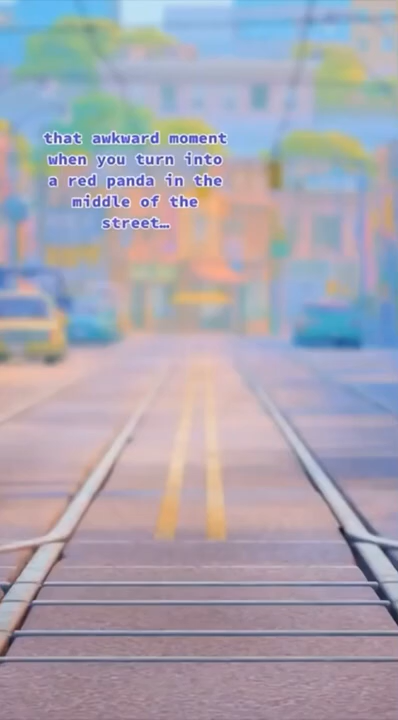 that awkward moment
when you turn into
a red panda in the
middle of the
street…